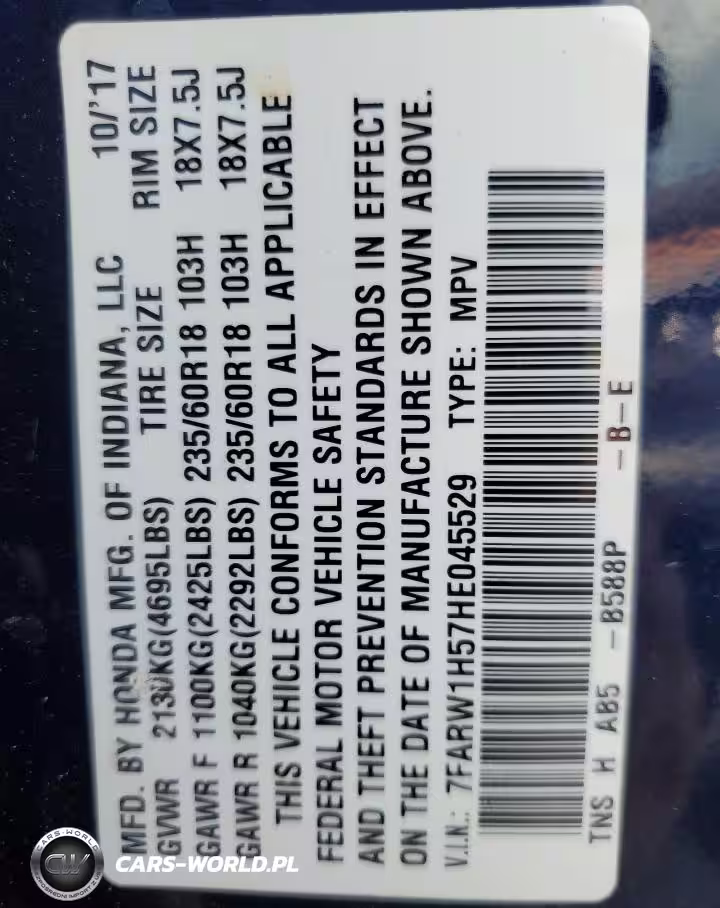 MFD. BY HONDA MFG. OF INDIANA, LLC 10/'17
GVWR 2130KG(4695LBS) TIRE SIZE RIM SIZE
GAWR F 1100KG(2425LBS) 235/60R18 103H 18X7.5J
GAWR R 1040KG(2292LBS) 235/60R18 103H 18X7.5J
THIS VEHICLE CONFORMS TO ALL APPLICABLE
FEDERAL MOTOR VEHICLE SAFETY
AND THEFT PREVENTION STANDARDS IN EFFECT
ON THE DATE OF MANUFACTURE SHOWN ABOVE.
V.I.N.: 7FARW1H57HE045529 TYPE: MPV
TNS H AB5 -B588P -B-E
CARS-WORLD
CW
CARS-WORLD.PL